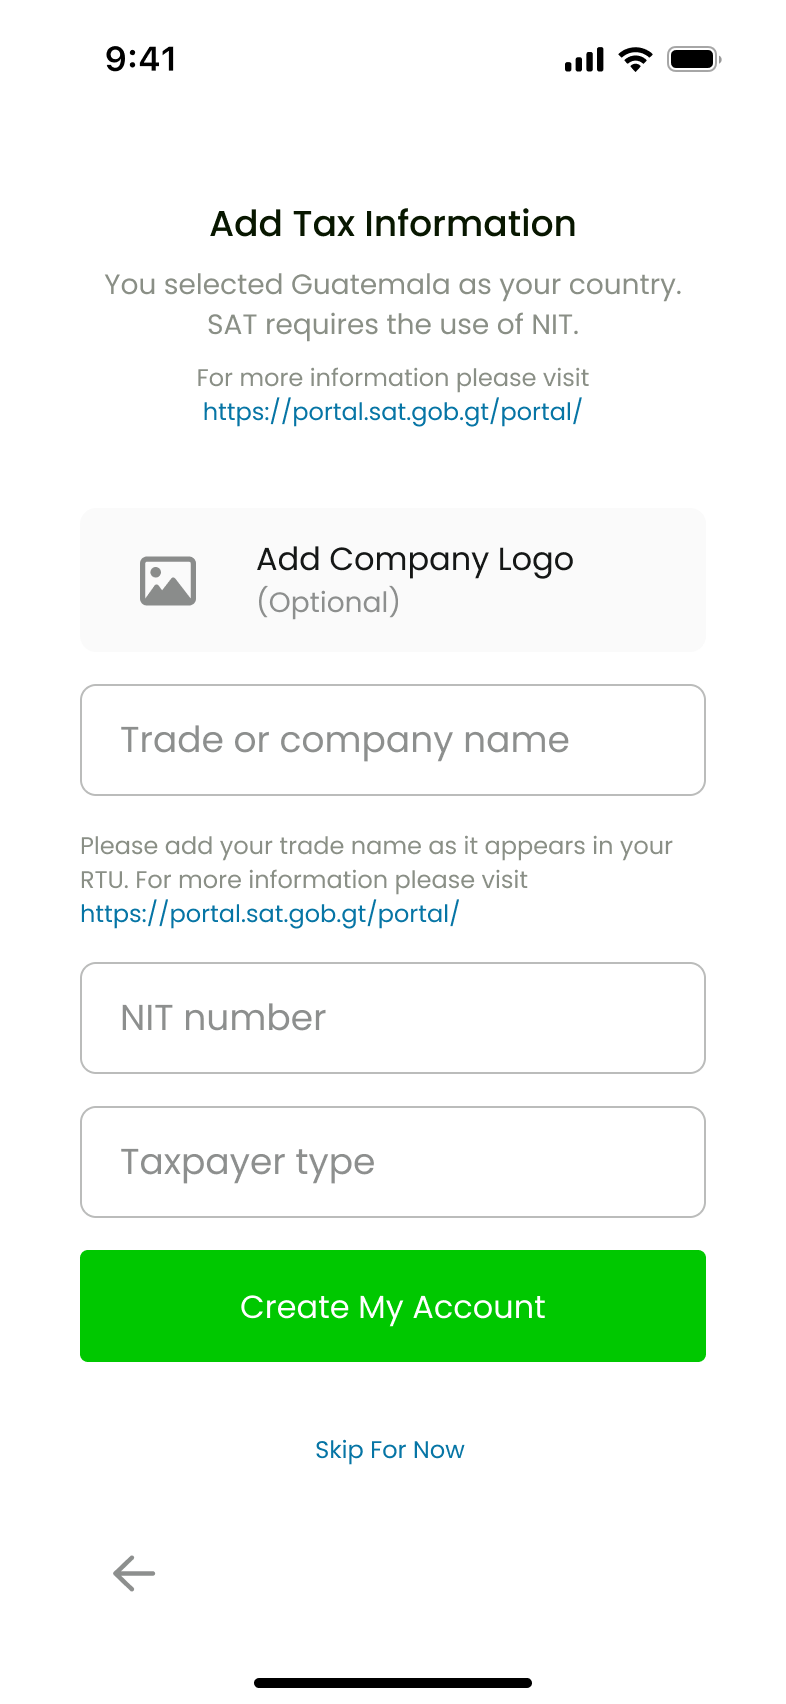 9:41
Add Tax Information
You selected Guatemala as your country.
SAT requires the use of NIT.
For more information please visit
https://portal.sat.gob.gt/portal/
Add Company Logo
(Optional)
Trade or company name
Please add your trade name as it appears in your
RTU. For more information please visit
https://portal.sat.gob.gt/portal/
NIT number
Taxpayer type
Create My Account
Skip For Now